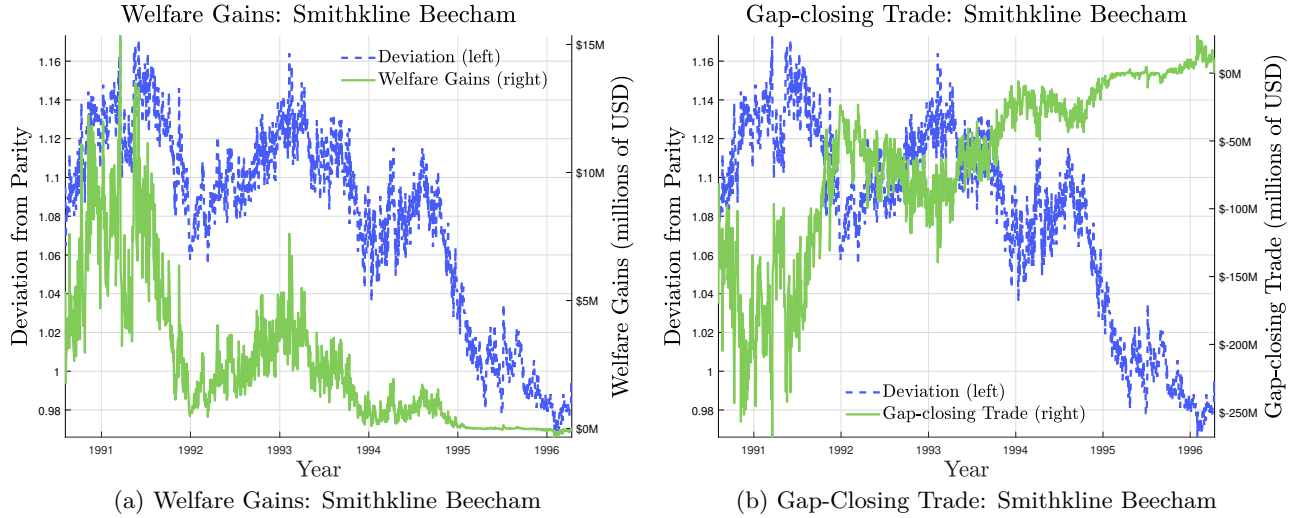 Welfare Gains: Smithkline Beecham
Deviation from Parity
1.16
1.14
1.12
1.1
1.08
1.06
1.04
1.02
1
0.98
Deviation (left)
Welfare Gains (right)
$15M
$10M
$5M
$0M
Welfare Gains (millions of USD)
1991 1992 1993 1994 1995 1996
Year
(a) Welfare Gains: Smithkline Beecham
Gap-closing Trade: Smithkline Beecham
Deviation from Parity
1.16
1.14
1.12
1.1
1.08
1.06
1.04
1.02
1
0.98
Deviation (left)
Gap-closing Trade (right)
$0M
$-50M
$-100M
$-150M
$-200M
$-250M
Gap-closing Trade (millions of USD)
1991 1992 1993 1994 1995 1996
Year
(b) Gap-Closing Trade: Smithkline Beecham